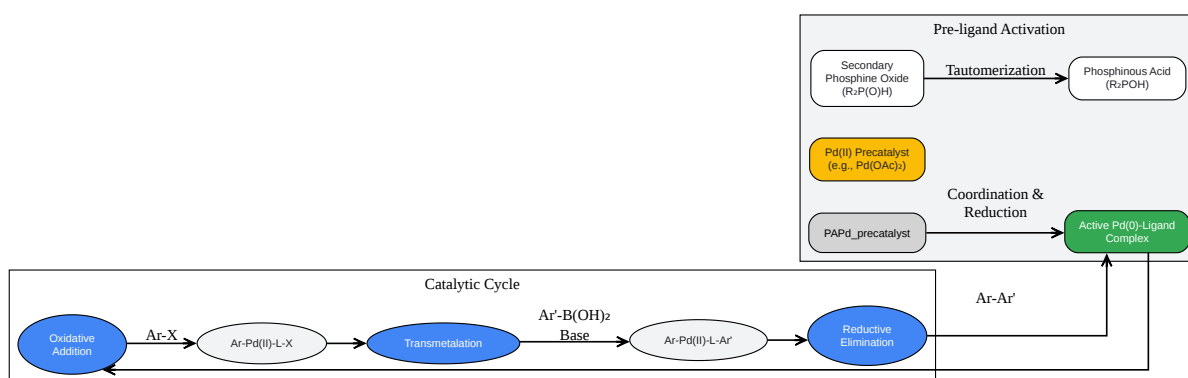 Pre-ligand Activation
Secondary
Phosphine Oxide
(R₂P(O)H)
Tautomerization
Phosphinous Acid
(R₂POH)
Pd(II) Precatalyst
(e.g., Pd(OAc)₂)
Coordination &
Reduction
PAPd_precatalyst
Active Pd(0)-Ligand
Complex
Catalytic Cycle
Oxidative
Addition
Ar-X
Ar-Pd(II)-L-X
Transmetalation
Ar'-B(OH)₂
Base
Ar-Pd(II)-L-Ar'
Reductive
Elimination
Ar-Ar'